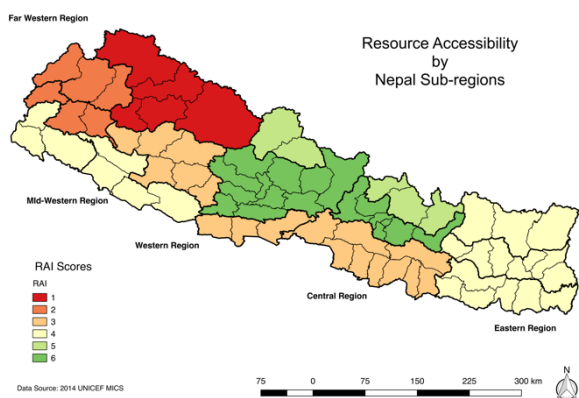 Far Western Region
Resource Accessibility
by
Nepal Sub-regions
Mid-Western Region
Western Region
RAI Scores
RAI
1
2
3
4
5
6
Central Region
Eastern Region
Data Source: 2014 UNICEF MICS
75 0 75 150 225 300 km
N